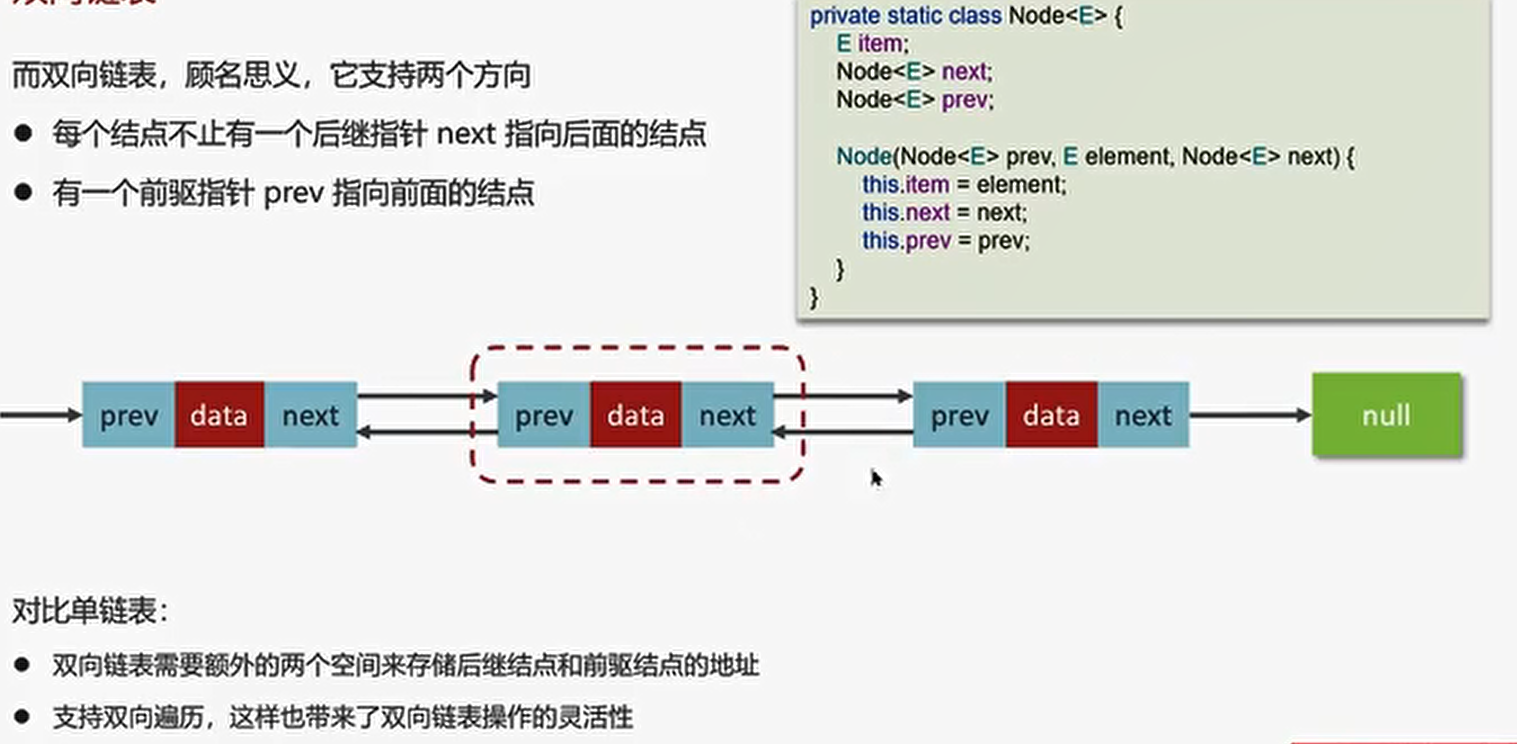 而双向链表，顾名思义，它支持两个方向
● 每个结点不止有一个后继指针 next 指向后面的结点
● 有一个前驱指针 prev 指向前面的结点
private static class Node<E> {
E item;
Node<E> next;
Node<E> prev;
Node(Node<E> prev, E element, Node<E> next) {
this.item = element;
this.next = next;
this.prev = prev;
}
}
prev data next prev data next prev data next null
对比单链表：
● 双向链表需要额外的两个空间来存储后继结点和前驱结点的地址
● 支持双向遍历，这样也带来了双向链表操作的灵活性